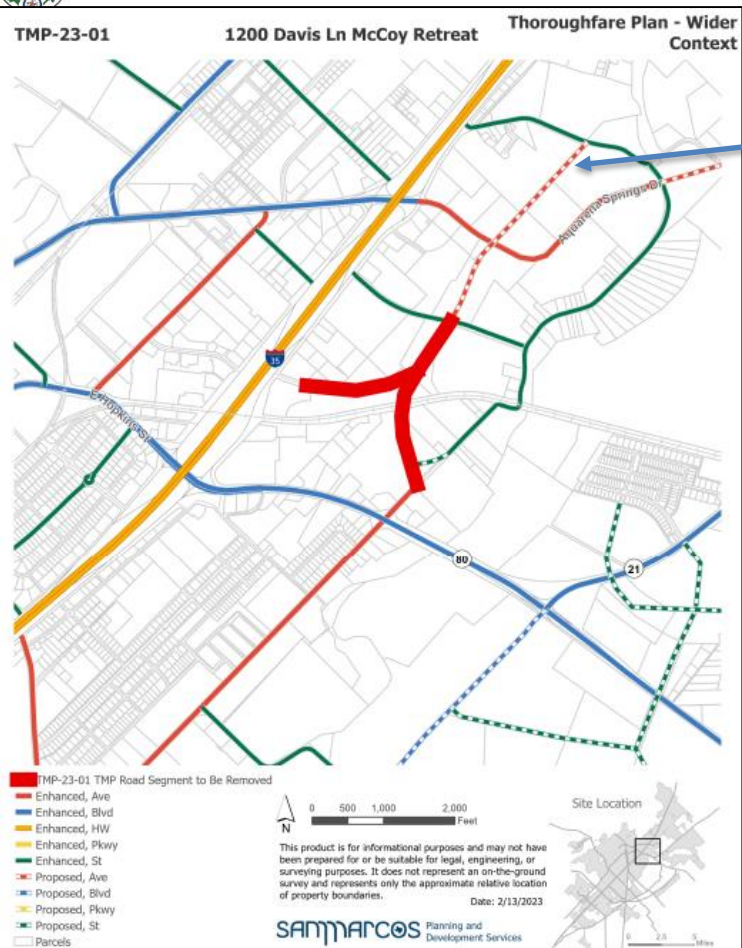 TMP-23-01
1200 Davis Ln McCoy Retreat
Thoroughfare Plan - Wider
Context
Aquarena Springs Dr
35
E Hopkins St
80
21
TMP-23-01 TMP Road Segment to Be Removed
Enhanced, Ave
Enhanced, Blvd
Enhanced, HW
Enhanced, Pkwy
Enhanced, St
Proposed, Ave
Proposed, Blvd
Proposed, Pkwy
Proposed, St
Parcels
N
0 500 1,000 2,000
Feet
This product is for informational purposes and may not have
been prepared for or be suitable for legal, engineering, or
surveying purposes. It does not represent an on-the-ground
survey and represents only the approximate relative location
of property boundaries.
Date: 2/13/2023
SANMARCOS Planning and
Development Services
Site Location
0 2.5 5
Miles